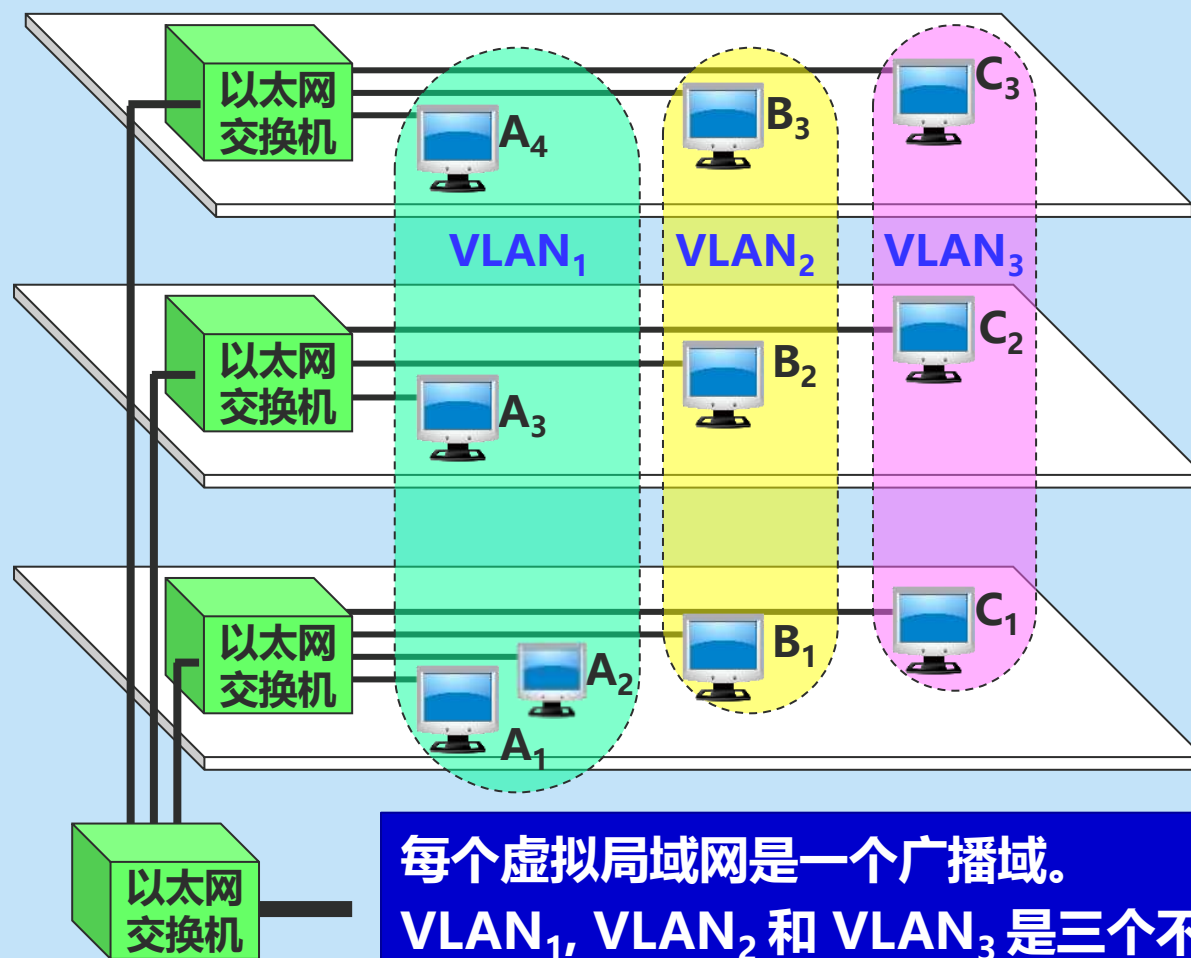 以太网
交换机
A₄
B₃
C₃
VLAN₁
VLAN₂
VLAN₃
以太网
交换机
A₃
B₂
C₂
以太网
交换机
A₁
A₂
B₁
C₁
以太网
交换机
每个虚拟局域网是一个广播域。
VLAN₁, VLAN₂ 和 VLAN₃ 是三个不